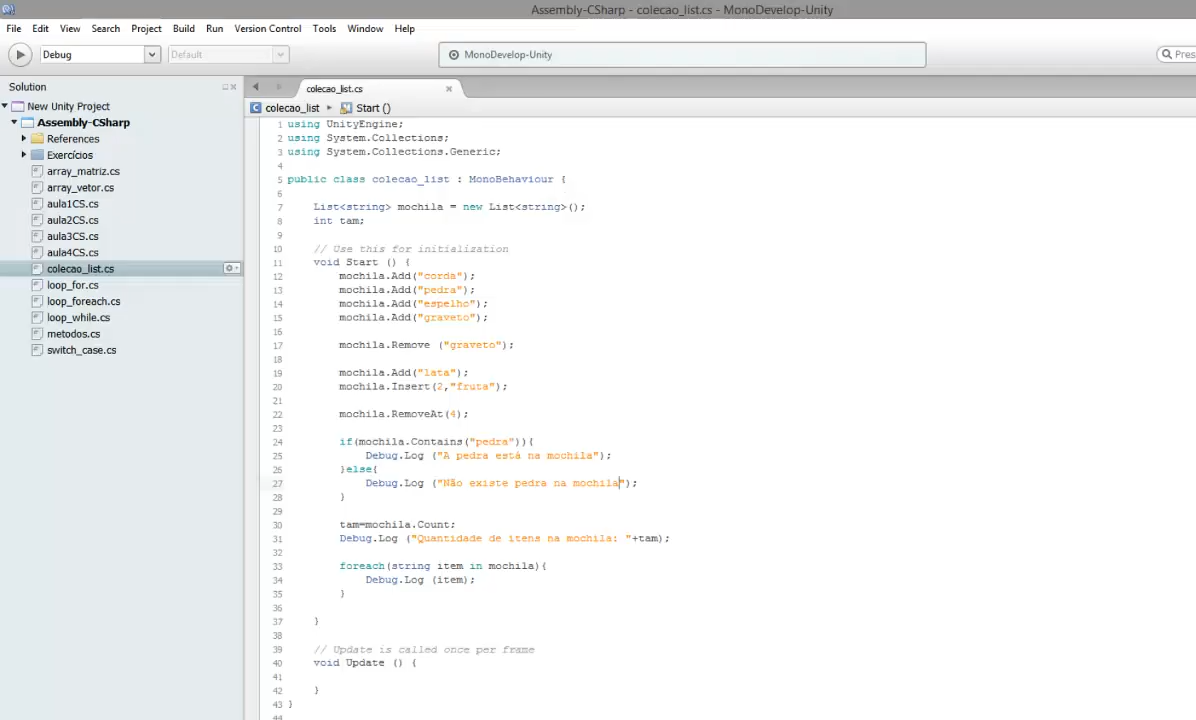 Assembly-CSharp - colecao_list.cs - MonoDevelop-Unity
File Edit View Search Project Build Run Version Control Tools Window Help
Debug Default MonoDevelop-Unity Pres
Solution
New Unity Project
Assembly-CSharp
References
Exercícios
array_matriz.cs
array_vetor.cs
aula1CS.cs
aula2CS.cs
aula3CS.cs
aula4CS.cs
colecao_list.cs
loop_for.cs
loop_foreach.cs
loop_while.cs
metodos.cs
switch_case.cs
colecao_list.cs
colecao_list Start ()
1 using UnityEngine;
2 using System.Collections;
3 using System.Collections.Generic;
4
5 public class colecao_list : MonoBehaviour {
6
7 List<string> mochila = new List<string>();
8 int tam;
9
10 // Use this for initialization
11 void Start () {
12 mochila.Add("corda");
13 mochila.Add("pedra");
14 mochila.Add("espelho");
15 mochila.Add("graveto");
16
17 mochila.Remove ("graveto");
18
19 mochila.Add("lata");
20 mochila.Insert(2,"fruta");
21
22 mochila.RemoveAt(4);
23
24 if(mochila.Contains("pedra")){
25 Debug.Log ("A pedra está na mochila");
26 }else{
27 Debug.Log ("Não existe pedra na mochila");
28 }
29
30 tam=mochila.Count;
31 Debug.Log ("Quantidade de itens na mochila: "+tam);
32
33 foreach(string item in mochila){
34 Debug.Log (item);
35 }
36
37 }
38
39 // Update is called once per frame
40 void Update () {
41
42 }
43 }
44